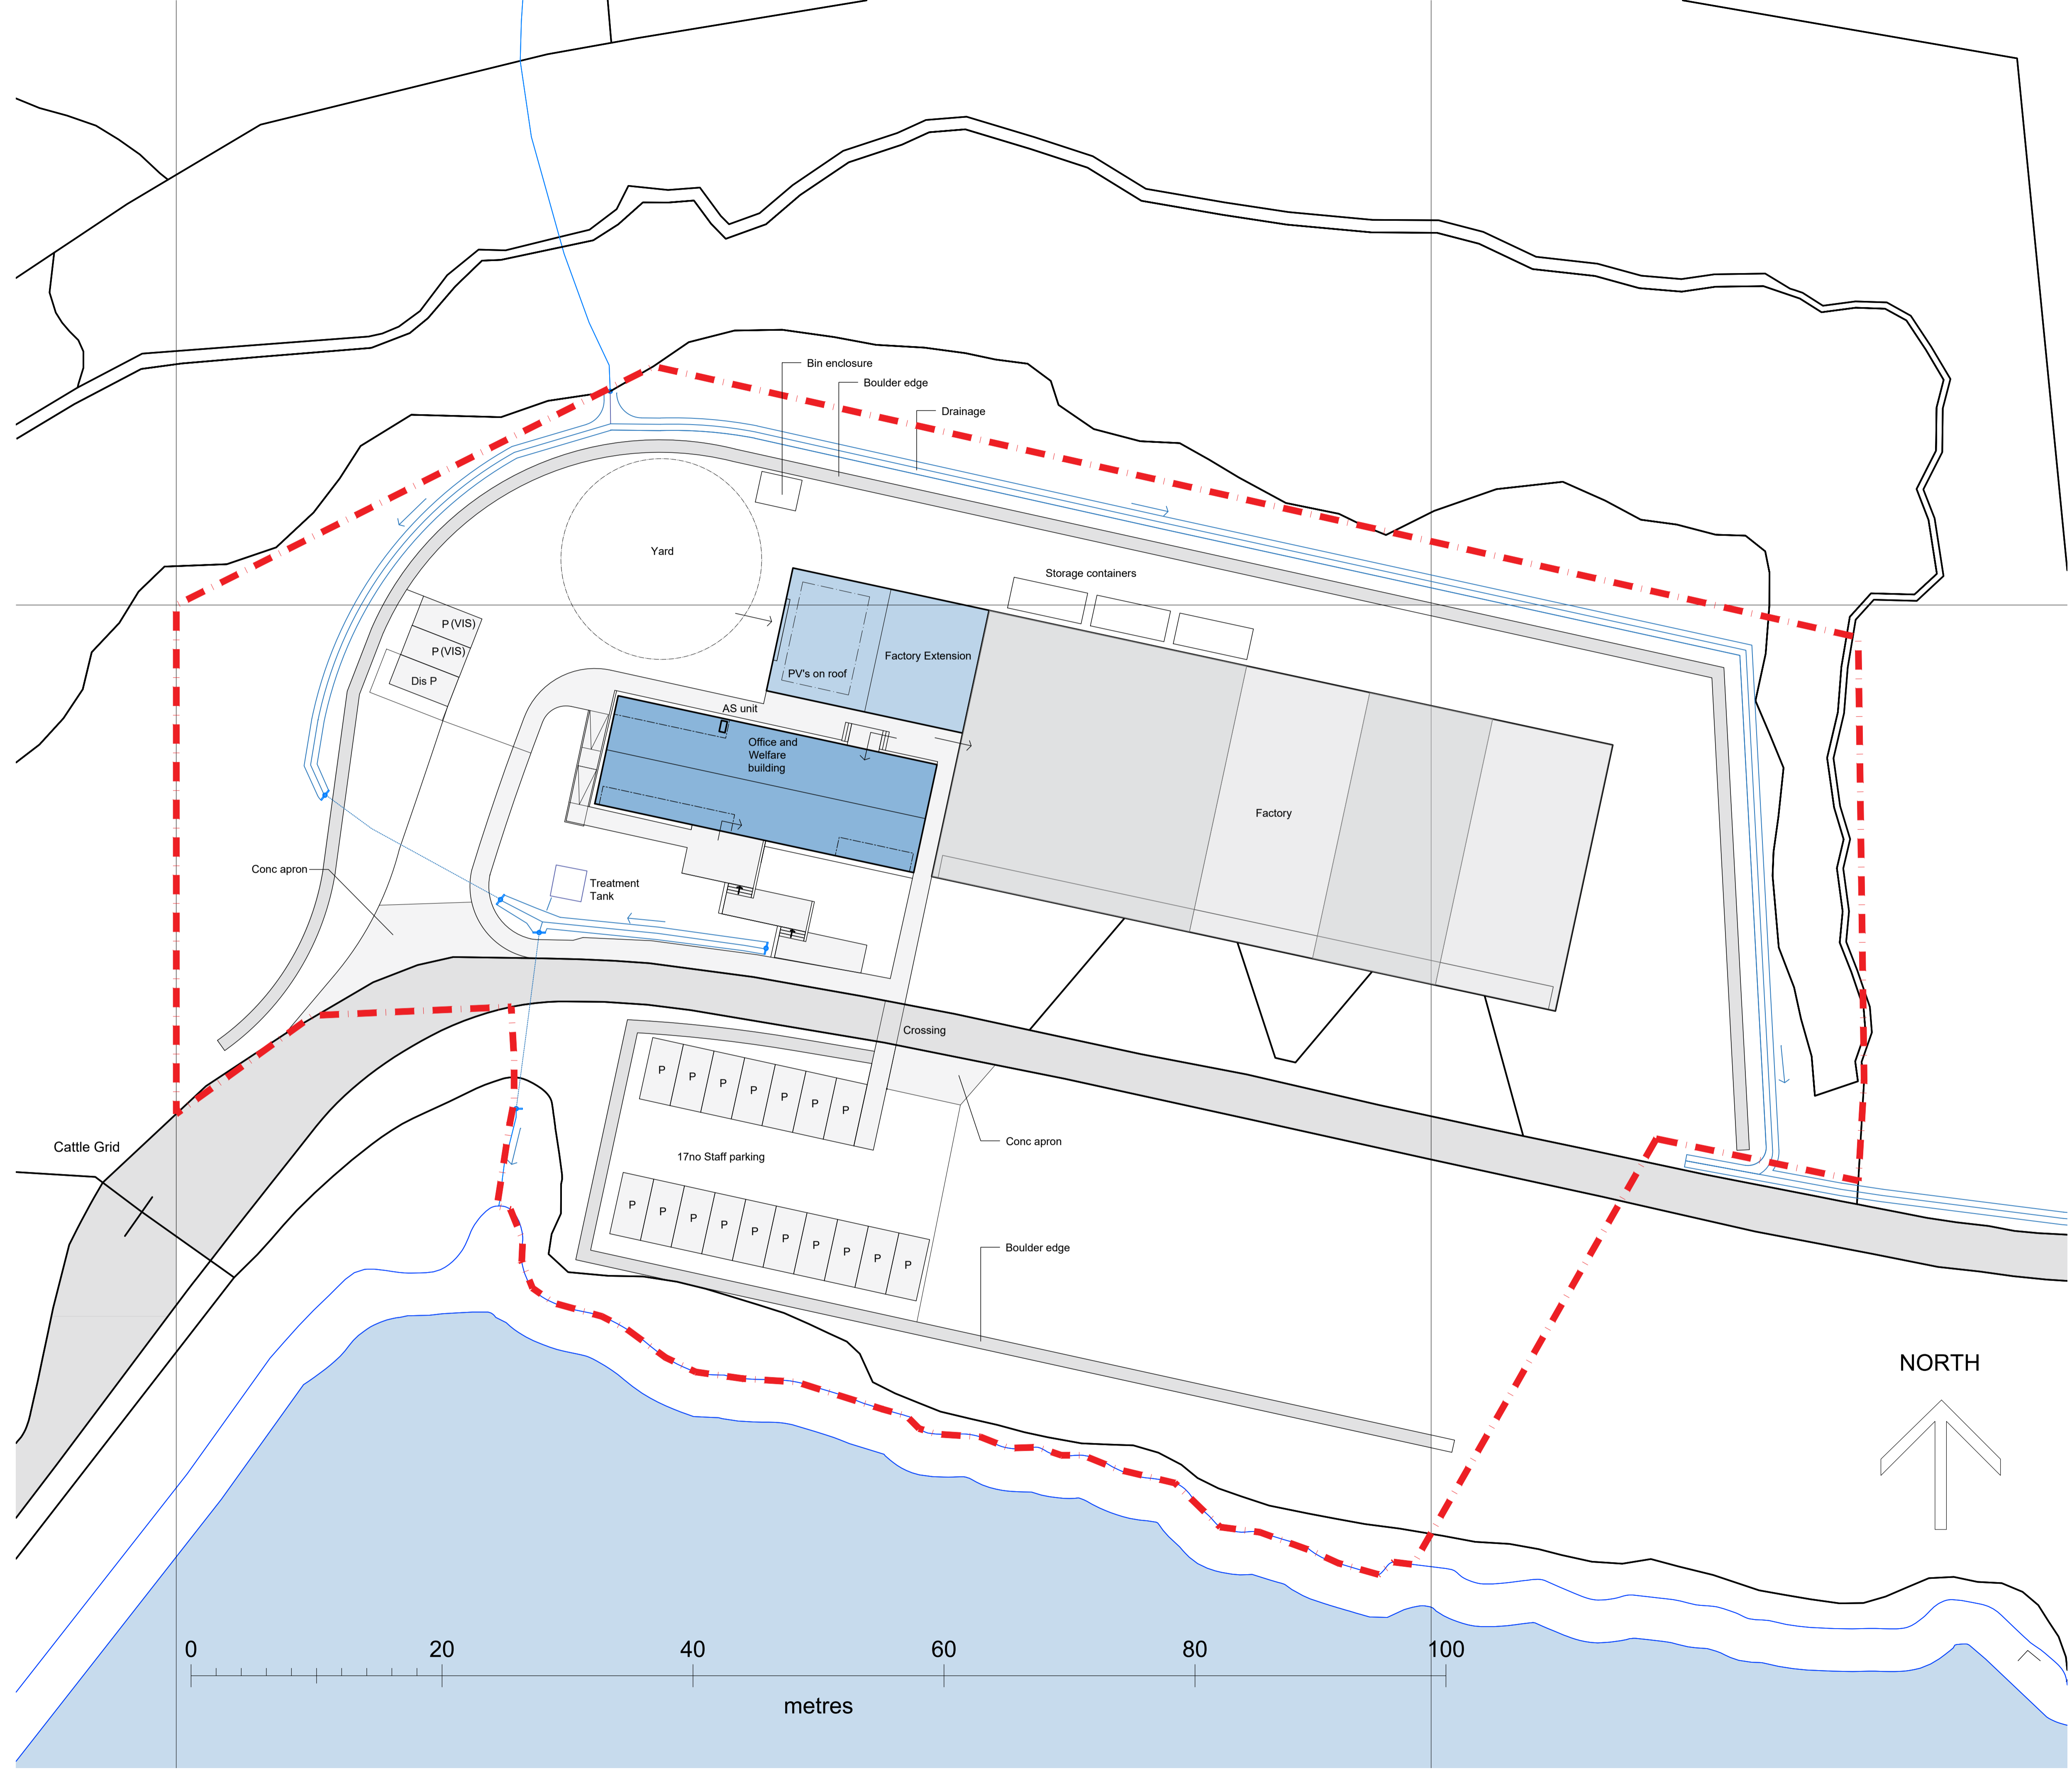 Bin enclosure
Boulder edge
Drainage
Yard
Storage containers
P (VIS)
P (VIS)
Dis P
Factory Extension
PV's on roof
AS unit
Office and
Welfare
building
Factory
Conc apron
Treatment
Tank
Crossing
P P P P P P P
Conc apron
Cattle Grid
17no Staff parking
P P P P P P P P P P
Boulder edge
NORTH
0 20 40 60 80 100
metres